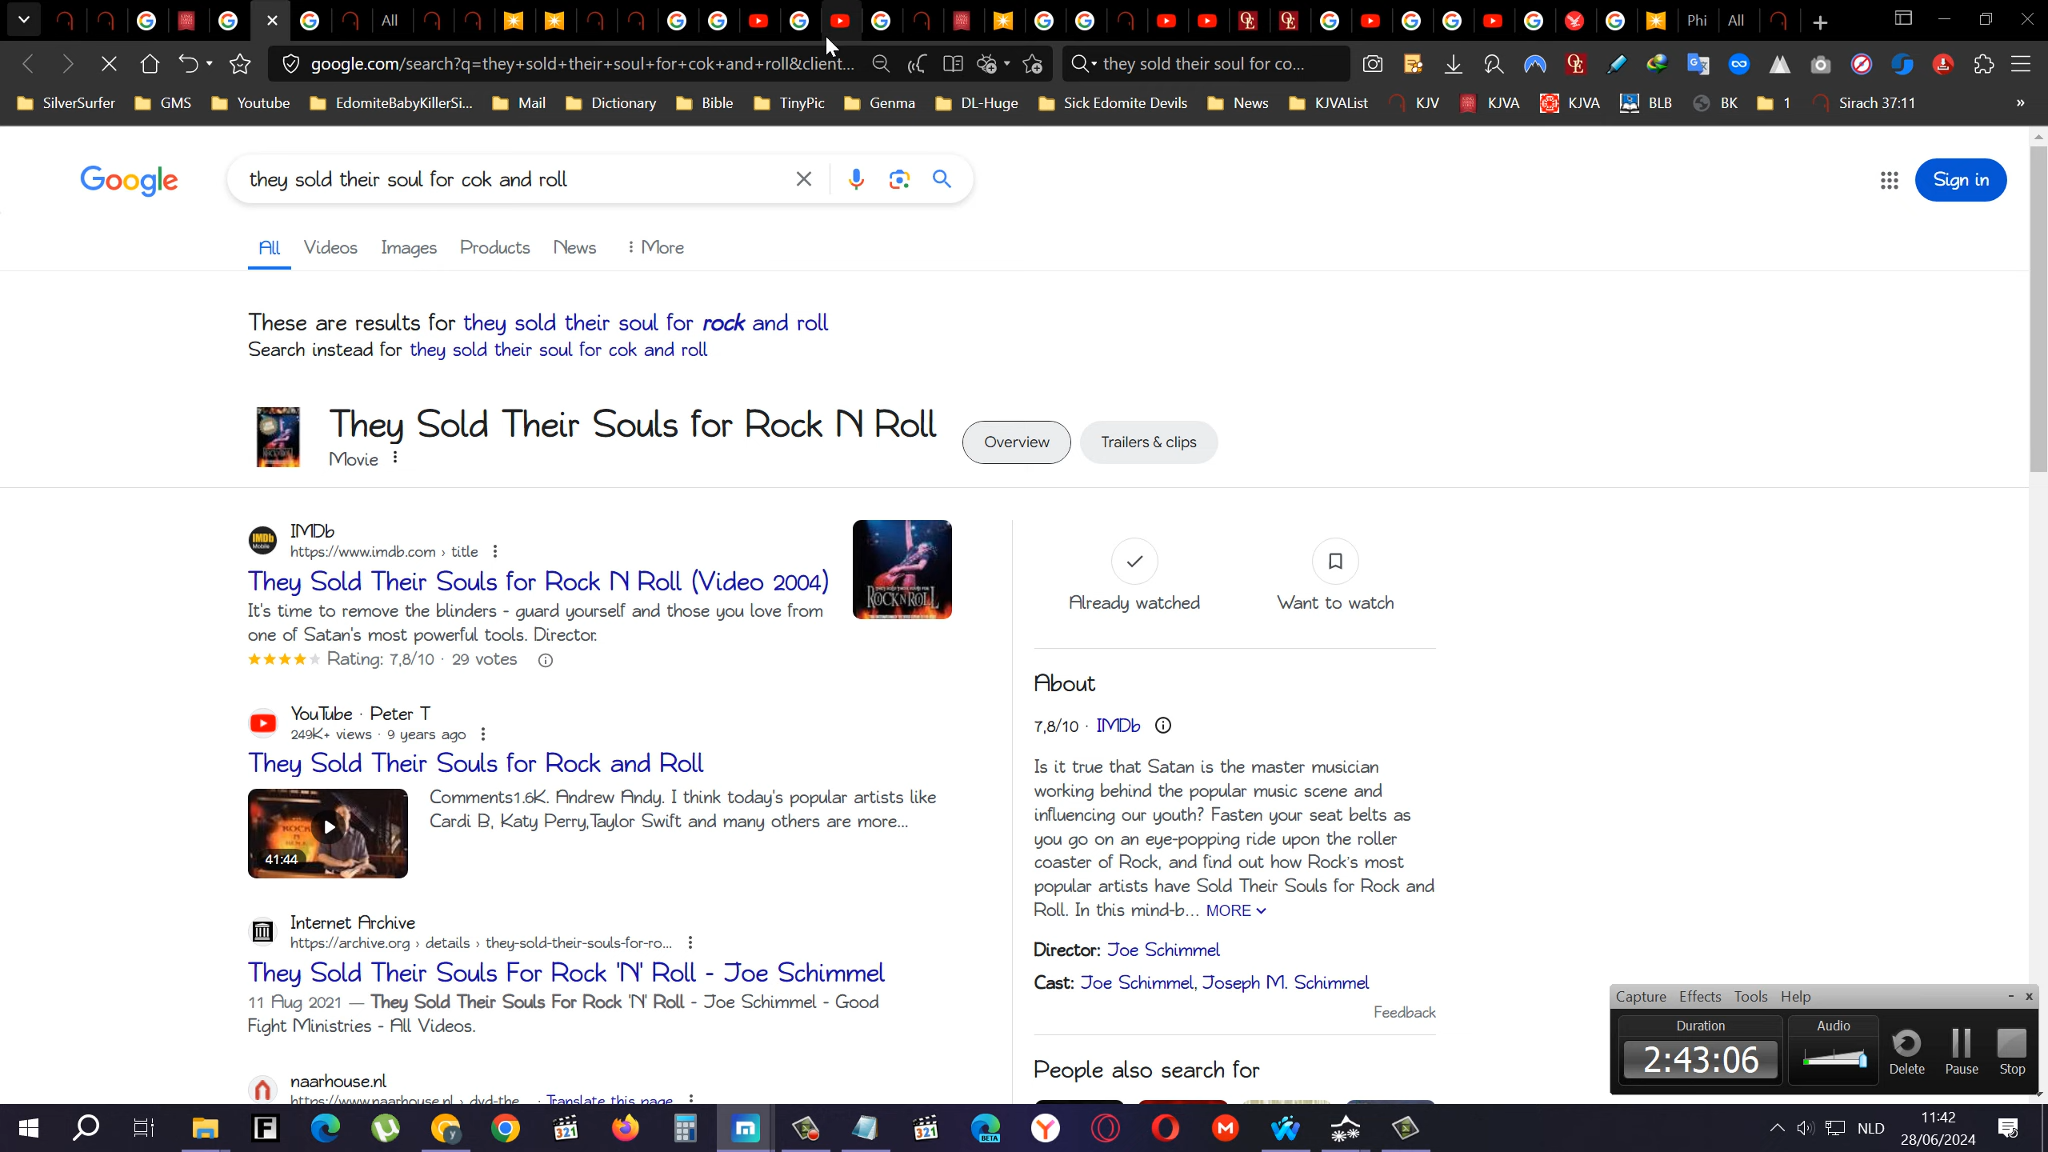 All
Phi
All
google.com/search?q=they+sold+their+soul+for+cok+and+roll&client...
they sold their soul for co...
SilverSurfer
GMS
Youtube
EdomiteBabyKillerSi...
Mail
Dictionary
Bible
TinyPic
Genma
DL-Huge
Sick Edomite Devils
News
KJVAList
KJV
KJVA
KJVA
BLB
BK
1
Sirach 37:11
»
Google
they sold their soul for cok and roll
Sign in
All
Videos
Images
Products
News
More
These are results for they sold their soul for rock and roll
Search instead for they sold their soul for cok and roll
They Sold Their Souls for Rock N Roll
Movie
Overview
Trailers & clips
IMDb
https://www.imdb.com › title
They Sold Their Souls for Rock N Roll (Video 2004)
It's time to remove the blinders - guard yourself and those you love from
one of Satan's most powerful tools. Director.
Rating: 7,8/10 · 29 votes
YouTube · Peter T
249K+ views · 9 years ago
They Sold Their Souls for Rock and Roll
41:44
Comments1.6K. Andrew Andy. I think today's popular artists like
Cardi B, Katy Perry,Taylor Swift and many others are more...
Internet Archive
https://archive.org › details › they-sold-their-souls-for-ro...
They Sold Their Souls For Rock 'N' Roll - Joe Schimmel
11 Aug 2021 — They Sold Their Souls For Rock 'N' Roll - Joe Schimmel - Good
Fight Ministries - All Videos.
naarhouse.nl
https://www.naarhouse.nl › dvd-the... · Translate this page
Already watched
Want to watch
About
7,8/10 · IMDb
Is it true that Satan is the master musician
working behind the popular music scene and
influencing our youth? Fasten your seat belts as
you go on an eye-popping ride upon the roller
coaster of Rock, and find out how Rock's most
popular artists have Sold Their Souls for Rock and
Roll. In this mind-b... MORE
Director: Joe Schimmel
Cast: Joe Schimmel, Joseph M. Schimmel
Feedback
People also search for
Capture Effects Tools Help
Duration
2:43:06
Audio
Delete
Pause
Stop
NLD
11:42
28/06/2024